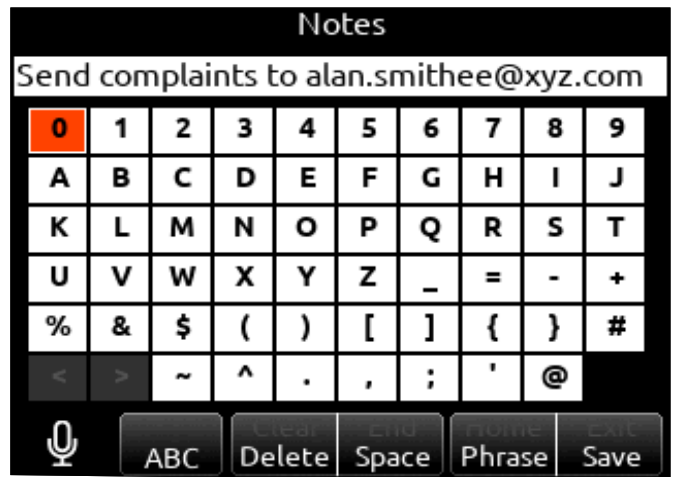 Notes
Send complaints to alan.smithee@xyz.com
0 1 2 3 4 5 6 7 8 9
A B C D E F G H I J
K L M N O P Q R S T
U V W X Y Z _ = - +
% & $ ( ) [ ] { } #
< > ~ ^ . , ; ' @
Clear End Home Exit
ABC Delete Space Phrase Save